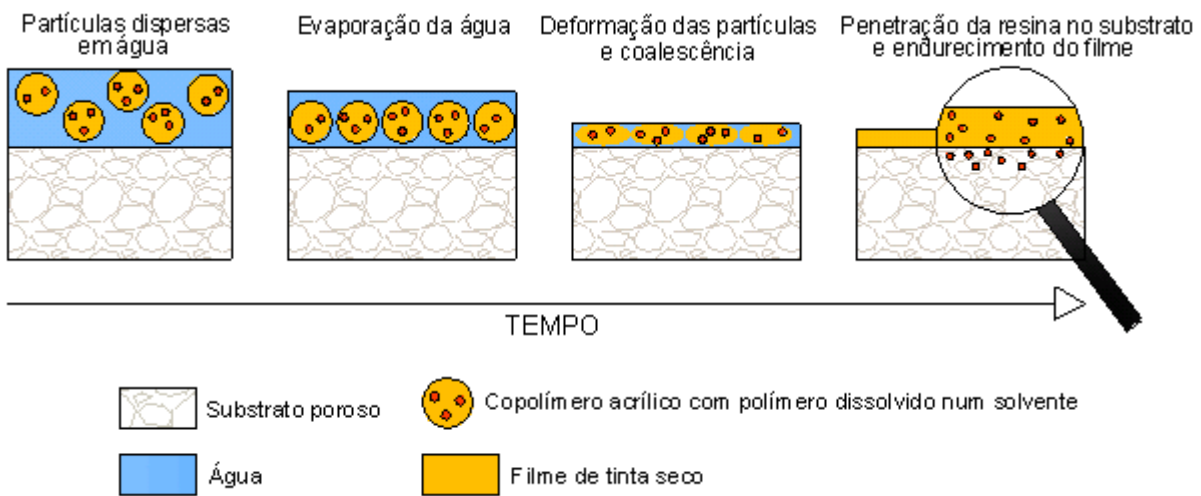 Partículas dispersas
em água
Evaporação da água
Deformação das partículas
e coalescência
Penetração da resina no substrato
e endurecimento do filme
TEMPO
Substrato poroso
Copolímero acrílico com polímero dissolvido num solvente
Água
Filme de tinta seco